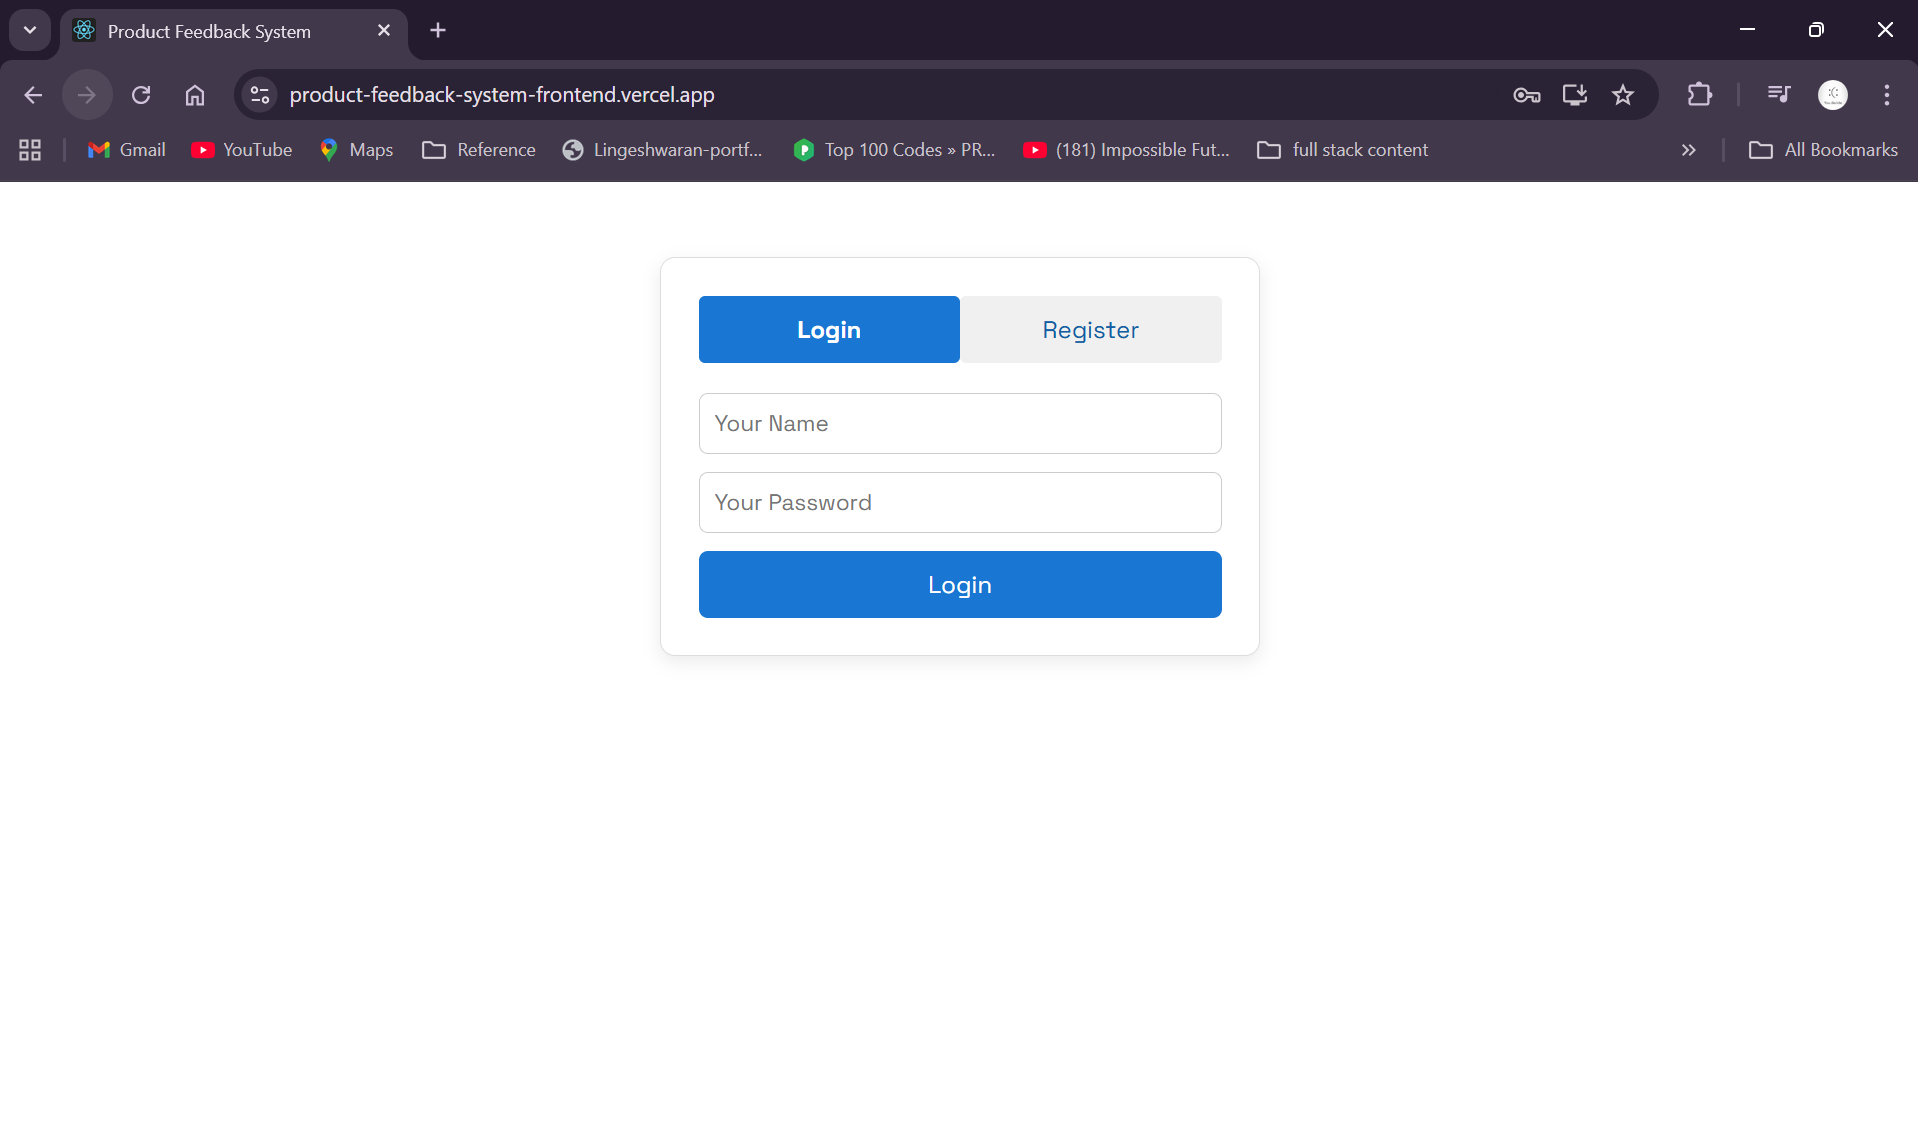 Product Feedback System
product-feedback-system-frontend.vercel.app
Gmail YouTube Maps Reference Lingeshwaran-portf... Top 100 Codes » PR... (181) Impossible Fut... full stack content All Bookmarks
Login Register
Your Name
Your Password
Login